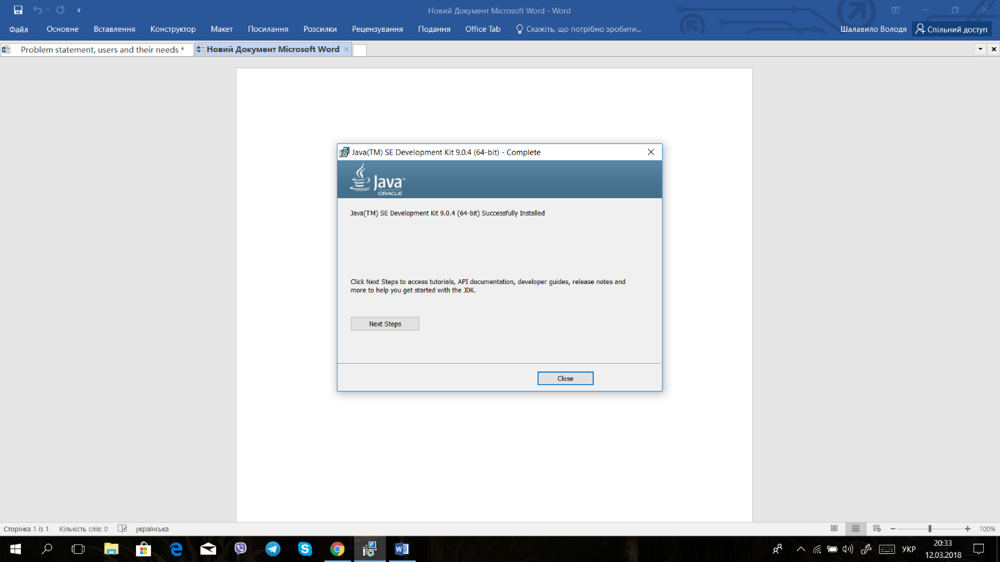 Новий Документ Microsoft Word - Word
Файл Основне Вставлення Конструктор Макет Посилання Розсилки Рецензування Подання Office Tab Скажіть, що потрібно зробити... Шалавило Володя Спільний доступ
Problem statement, users and their needs * Новий Документ Microsoft Word
Java(TM) SE Development Kit 9.0.4 (64-bit) - Complete
Java™
ORACLE
Java(TM) SE Development Kit 9.0.4 (64-bit) Successfully Installed
Click Next Steps to access tutorials, API documentation, developer guides, release notes and
more to help you get started with the JDK.
Next Steps
Close
Сторінка 1 із 1 Кількість слів: 0 українська 100%
УКР 20:33
12.03.2018